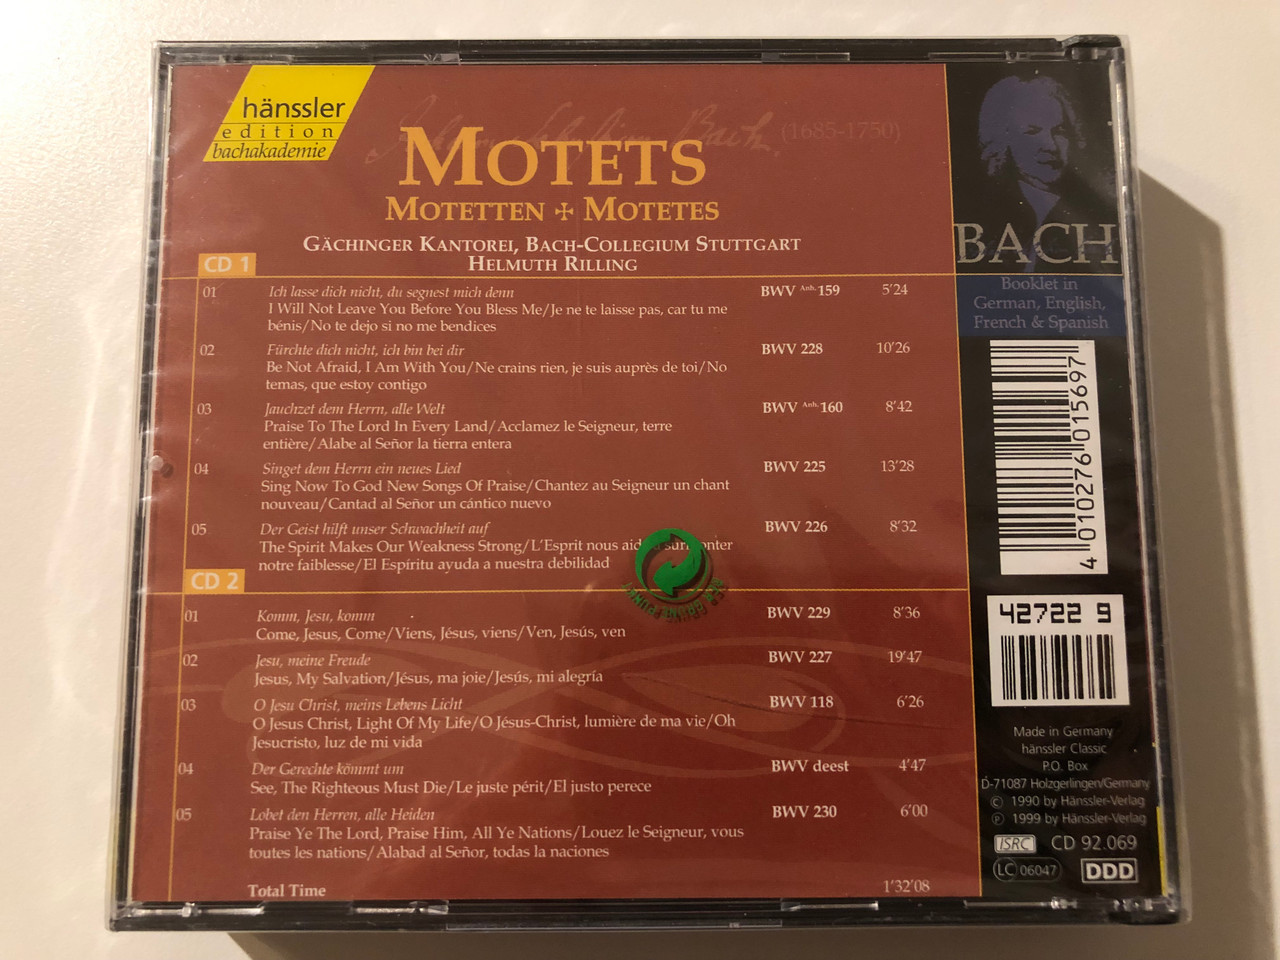 hänssler
edition
bachakademie
(1685-1750)
MOTETS
MOTETTEN + MOTETES
GÄCHINGER KANTOREI, BACH-COLLEGIUM STUTTGART
HELMUTH RILLING
CD 1
01 Ich lasse dich nicht, du segnest mich denn BWV Anh. 159 5'24
I Will Not Leave You Before You Bless Me/Je ne te laisse pas, car tu me
bénis/No te dejo si no me bendices
02 Fürchte dich nicht, ich bin bei dir BWV 228 10'26
Be Not Afraid, I Am With You/Ne crains rien, je suis auprès de toi/No
temas, que estoy contigo
03 Jauchzet dem Herrn, alle Welt BWV Anh. 160 8'42
Praise To The Lord In Every Land/Acclamez le Seigneur, terre
entière/Alabe al Señor la tierra entera
04 Singet dem Herrn ein neues Lied BWV 225 13'28
Sing Now To God New Songs Of Praise/Chantez au Seigneur un chant
nouveau/Cantad al Señor un cántico nuevo
05 Der Geist hilft unser Schwachheit auf BWV 226 8'32
The Spirit Makes Our Weakness Strong/L'Esprit nous
notre faiblesse/El Espíritu ayuda a nuestra debilidad
DER GRÜNE PUNKT
CD 2
01 Komm, Jesu, komm BWV 229 8'36
Come, Jesus, Come/Viens, Jésus, viens/Ven, Jesús, ven
02 Jesu, meine Freude BWV 227 19'47
Jesus, My Salvation/Jésus, ma joie/Jesús, mi alegría
03 O Jesu Christ, meins Lebens Licht BWV 118 6'26
O Jesus Christ, Light Of My Life/O Jésus-Christ, lumière de ma vie/Oh
Jesucristo, luz de mi vida
04 Der Gerechte kömmt um BWV deest 4'47
See, The Righteous Must Die/Le juste périt/El justo perece
05 Lobet den Herren, alle Heiden BWV 230 6'00
Praise Ye The Lord, Praise Him, All Ye Nations/Louez le Seigneur, vous
toutes les nations/Alabad al Señor, todas la naciones
Total Time 1'32'08
BACH
Booklet in
German, English,
French & Spanish
4 010276 015697
42722 9
Made in Germany
hänssler Classic
P.O. Box
D-71087 Holzgerlingen/Germany
© 1990 by Hänssler-Verlag
℗ 1999 by Hänssler-Verlag
ISRC CD 92.069
LC 06047 DDD